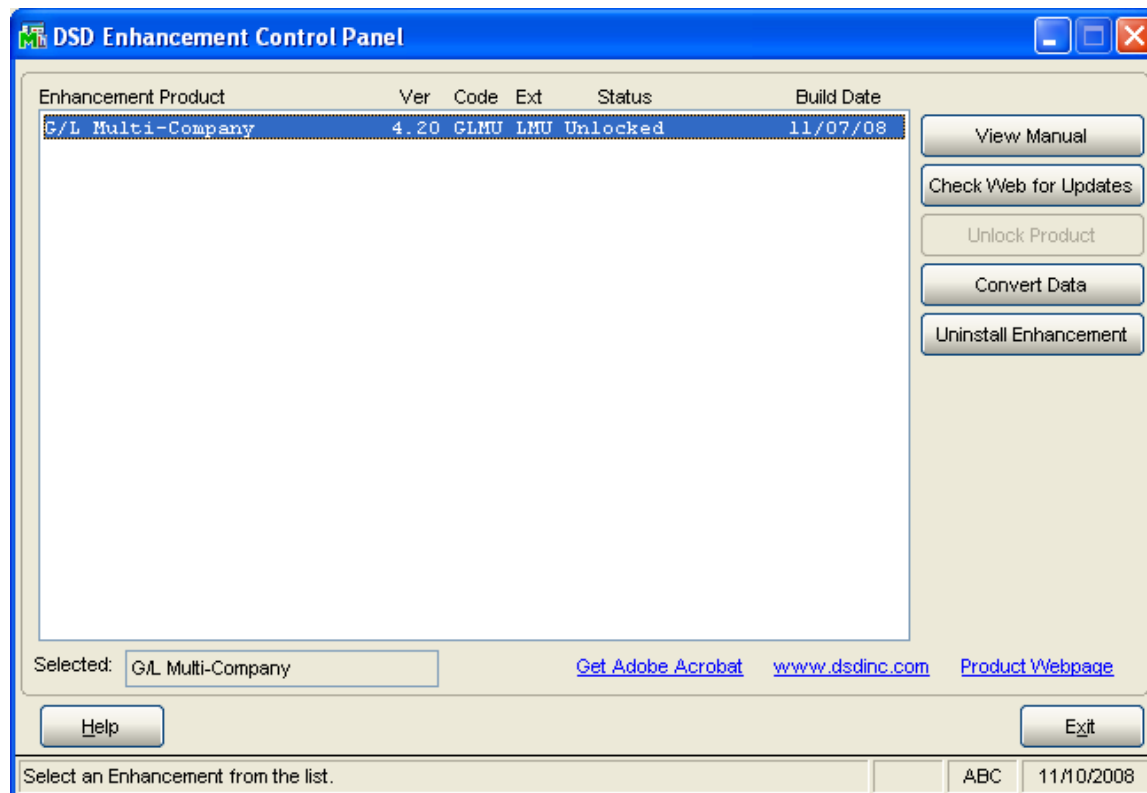 DSD Enhancement Control Panel
Enhancement Product Ver Code Ext Status Build Date
G/L Multi-Company 4.20 GLMU LMU Unlocked 11/07/08
View Manual
Check Web for Updates
Unlock Product
Convert Data
Uninstall Enhancement
Selected: G/L Multi-Company Get Adobe Acrobat www.dsdinc.com Product Webpage
Help Exit
Select an Enhancement from the list. ABC 11/10/2008